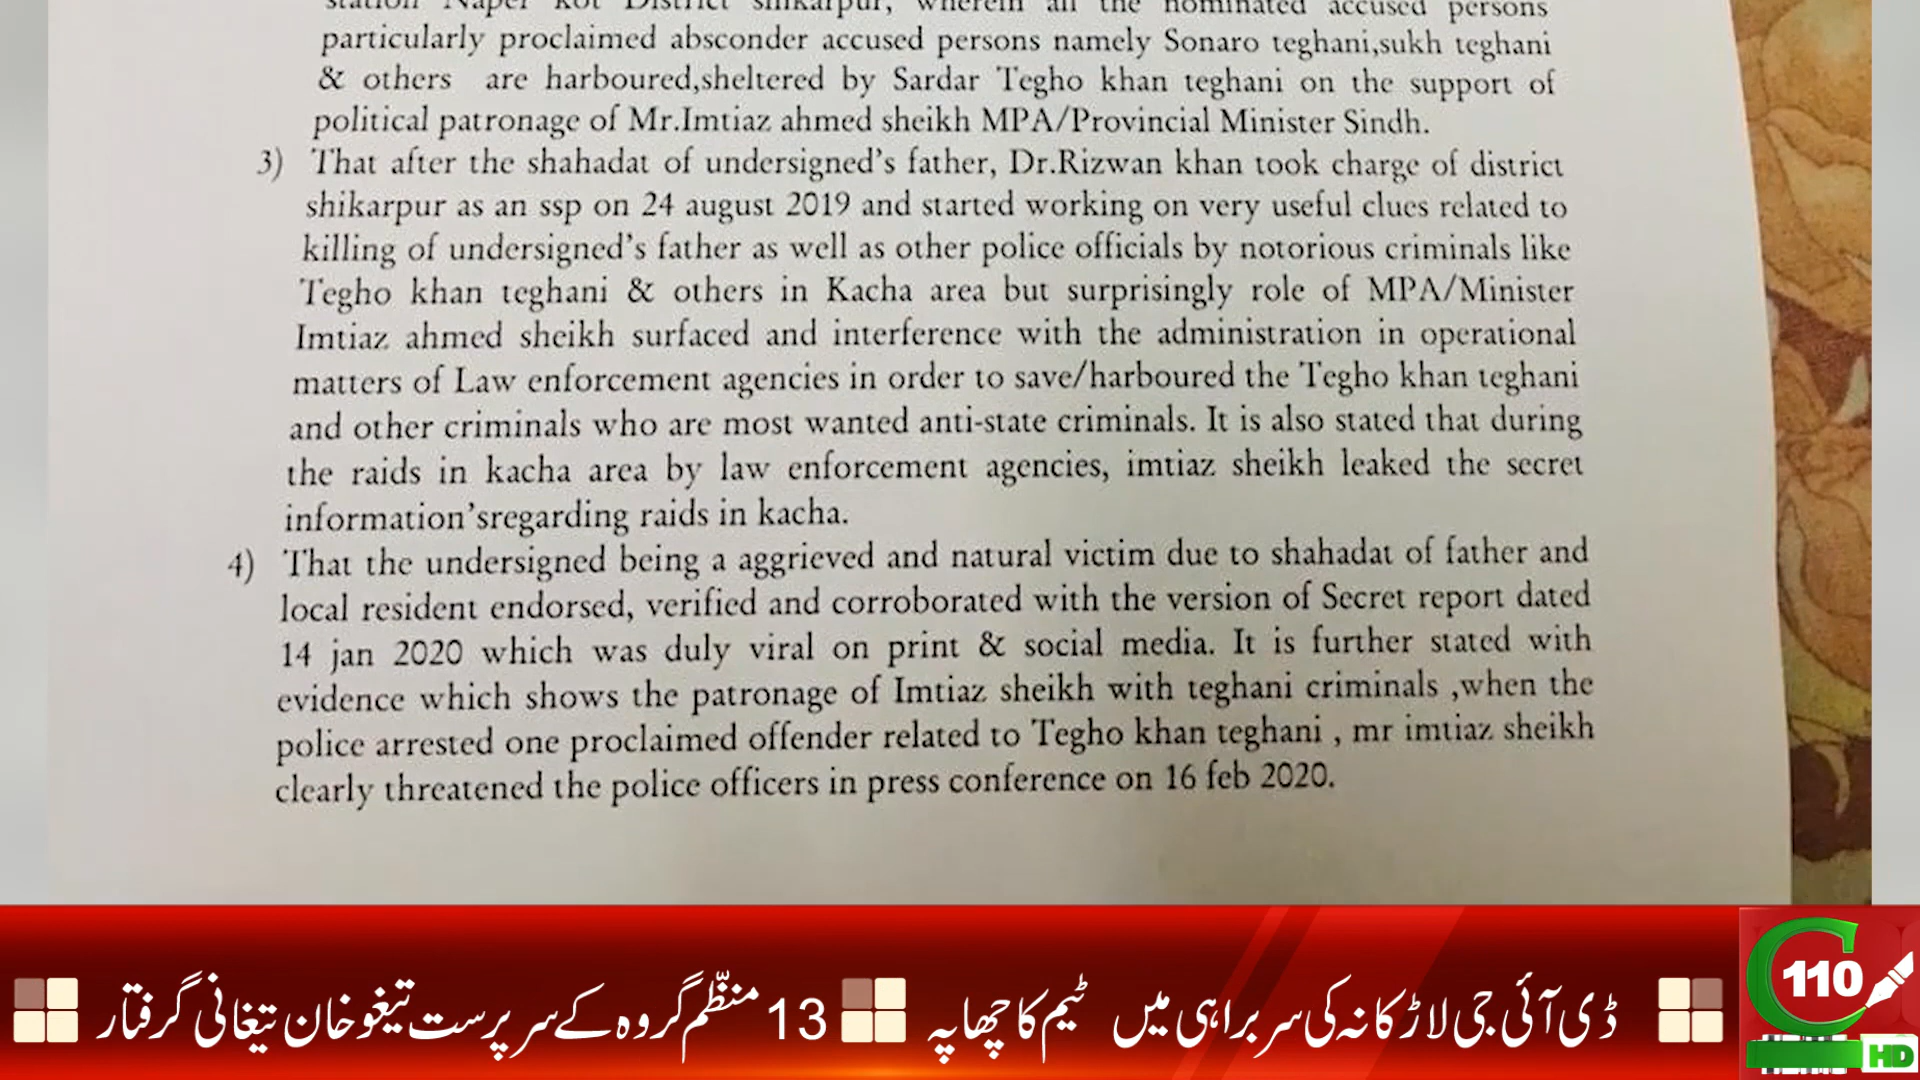 station Naper kot District shikarpur, wherein all the nominated accused persons
particularly proclaimed absconder accused persons namely Sonaro teghani,sukh teghani
& others are harboured,sheltered by Sardar Tegho khan teghani on the support of
political patronage of Mr.Imtiaz ahmed sheikh MPA/Provincial Minister Sindh.
3) That after the shahadat of undersigned's father, Dr.Rizwan khan took charge of district
shikarpur as an ssp on 24 august 2019 and started working on very useful clues related to
killing of undersigned's father as well as other police officials by notorious criminals like
Tegho khan teghani & others in Kacha area but surprisingly role of MPA/Minister
Imtiaz ahmed sheikh surfaced and interference with the administration in operational
matters of Law enforcement agencies in order to save/harboured the Tegho khan teghani
and other criminals who are most wanted anti-state criminals. It is also stated that during
the raids in kacha area by law enforcement agencies, imtiaz sheikh leaked the secret
information'sregarding raids in kacha.
4) That the undersigned being a aggrieved and natural victim due to shahadat of father and
local resident endorsed, verified and corroborated with the version of Secret report dated
14 jan 2020 which was duly viral on print & social media. It is further stated with
evidence which shows the patronage of Imtiaz sheikh with teghani criminals ,when the
police arrested one proclaimed offender related to Tegho khan teghani , mr imtiaz sheikh
clearly threatened the police officers in press conference on 16 feb 2020.
ڈی آئی جی لاڑکانہ کی سربراہی میں ٹیم کا چھاپہ 13 منظّم گروہ کے سرپرست تیغو خان تیغانی گرفتار
C 110
HD